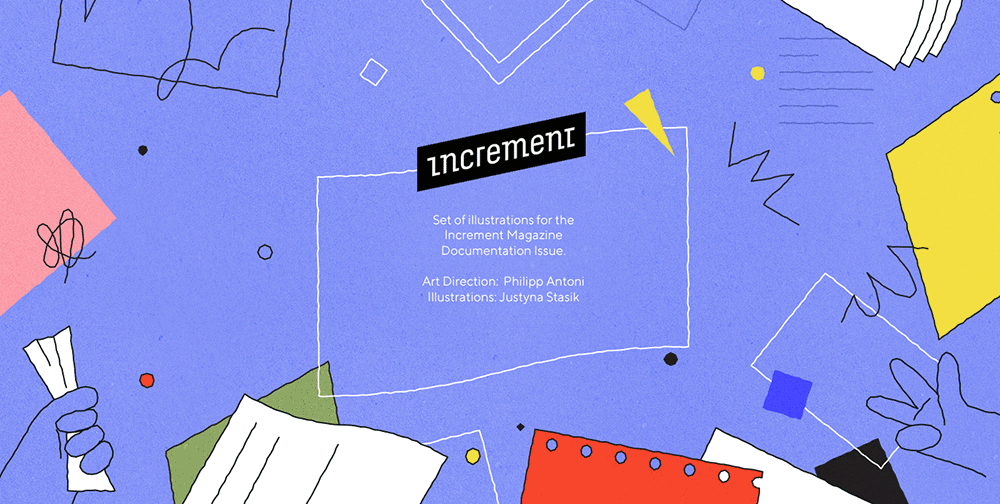 increment
Set of illustrations for the
Increment Magazine
Documentation Issue.
Art Direction: Philipp Antoni
Illustrations: Justyna Stasik